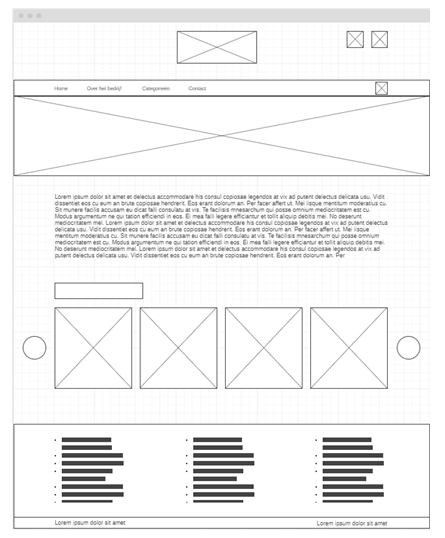 Home Over het bedrijf Categorieën Contact
Lorem ipsum dolor sit amet et delectus accommodare his consul copiosae legendos at vix ad putent delectus delicata usu. Vidit
dissentiet eos cu eum an brute copiosae hendrerit. Eos erant dolorum an. Per facer affert ut. Mei iisque mentitum moderatius cu.
Sit munere facilis accusam eu dicat falli consulatu at vis. Te facilisis mnesarchum qui posse omnium mediocritatem est cu.
Modus argumentum ne qui tation efficiendi in eos. Ei mea falli legere efficiantur et tollit aliquip debitis mei. No deserunt
mediocritatem mel. Lorem ipsum dolor sit amet et delectus accommodare his consul copiosae legendos at vix ad putent delectus
delicata usu. Vidit dissentiet eos cu eum an brute copiosae hendrerit. Eos erant dolorum an. Per facer affert ut. Mei iisque
mentitum moderatius cu. Sit munere facilis accusam eu dicat falli consulatu at vis. Te facilisis mnesarchum qui posse omnium
mediocritatem est cu. Modus argumentum ne qui tation efficiendi in eos. Ei mea falli legere efficiantur et tollit aliquip debitis mei.
No deserunt mediocritatem mel. Lorem ipsum dolor sit amet et delectus accommodare his consul copiosae legendos at vix ad
putent delectus delicata usu. Vidit dissentiet eos cu eum an brute copiosae hendrerit. Eos erant dolorum an. Per
Lorem ipsum dolor sit amet Lorem ipsum dolor sit amet